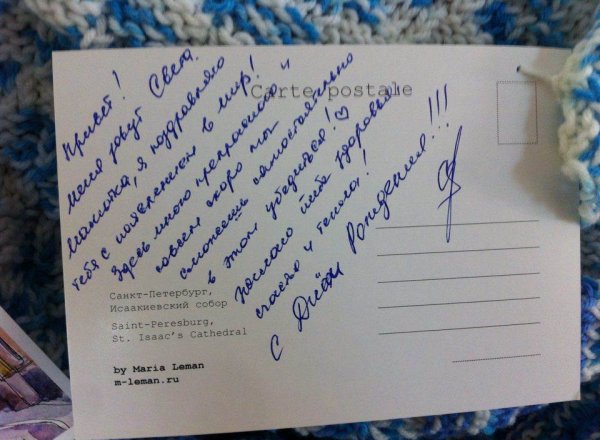 Carte postale
Привет!
Меня зовут Света.
Малютка, я поздравляю
тебя с появлением в мир!
Здесь много прекрасного и
совсем скоро ты
сможешь самостоятельно
в этом убедиться! ♡
Желаю тебе здоровья,
счастья и тепла!
С Днём Рождения!!!
Санкт-Петербург,
Исаакиевский собор
Saint-Peresburg,
St. Isaac's Cathedral
by Maria Leman
m-leman.ru